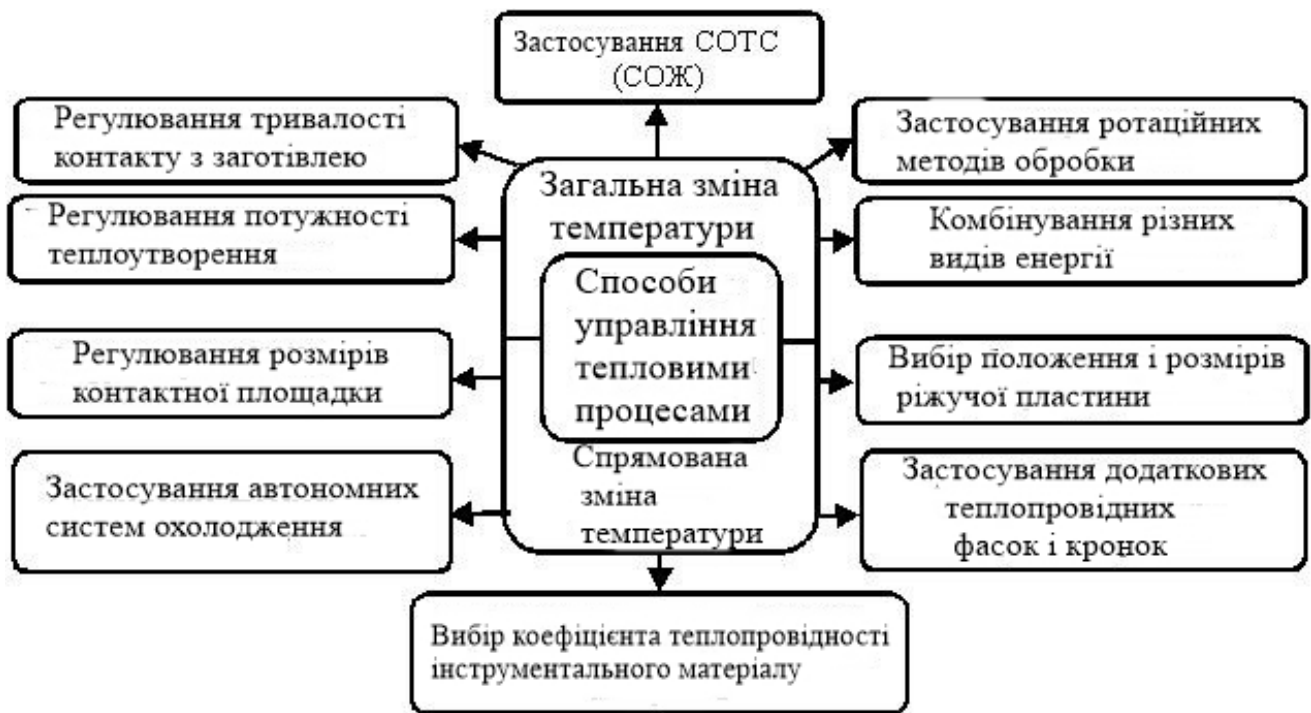 Застосування СОТС
(СОЖ)
Регулювання тривалості
контакту з заготівлею
Застосування ротаційних
методів обробки
Загальна зміна
температури
Регулювання потужності
теплоутворення
Комбінування різних
видів енергії
Способи
управління
тепловими
процесами
Регулювання розмірів
контактної площадки
Вибір положення і розмірів
ріжучої пластини
Спрямована
зміна
температури
Застосування автономних
систем охолодження
Застосування додаткових
теплопровідних
фасок і кронок
Вибір коефіцієнта теплопровідності
інструментального матеріалу